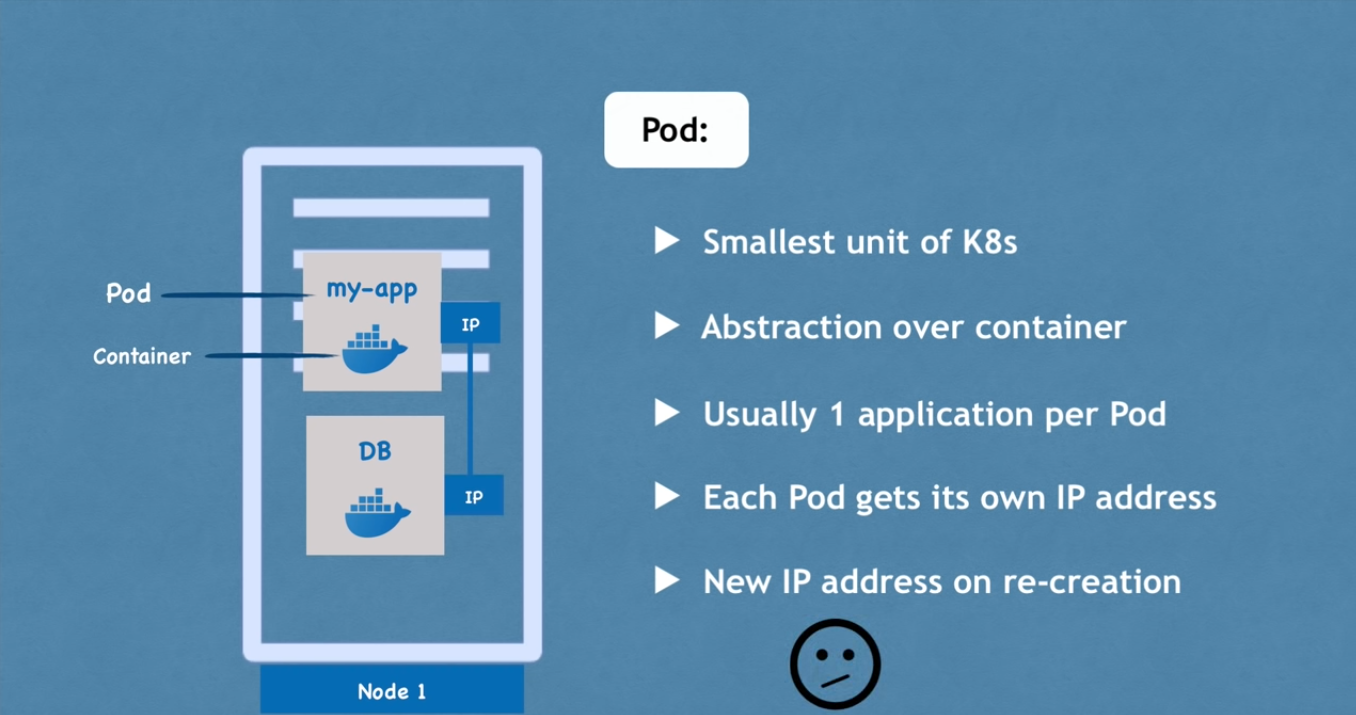 Pod:
Smallest unit of K8s
Abstraction over container
Usually 1 application per Pod
Each Pod gets its own IP address
New IP address on re-creation
Pod
Container
my-app
IP
DB
IP
Node 1